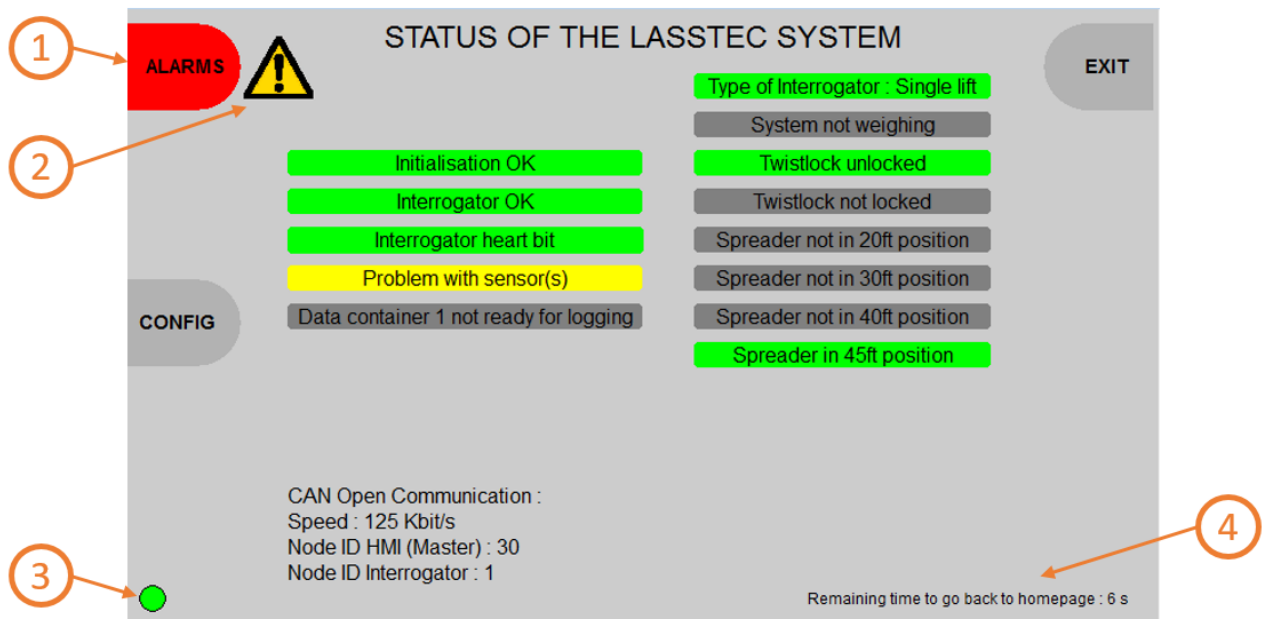 1
STATUS OF THE LASSTEC SYSTEM
ALARMS
!
EXIT
2
Type of Interrogator : Single lift
System not weighing
Initialisation OK
Twistlock unlocked
Interrogator OK
Twistlock not locked
Interrogator heart bit
Spreader not in 20ft position
Problem with sensor(s)
Spreader not in 30ft position
CONFIG
Data container 1 not ready for logging
Spreader not in 40ft position
Spreader in 45ft position
CAN Open Communication :
Speed : 125 Kbit/s
Node ID HMI (Master) : 30
Node ID Interrogator : 1
4
3
Remaining time to go back to homepage : 6 s